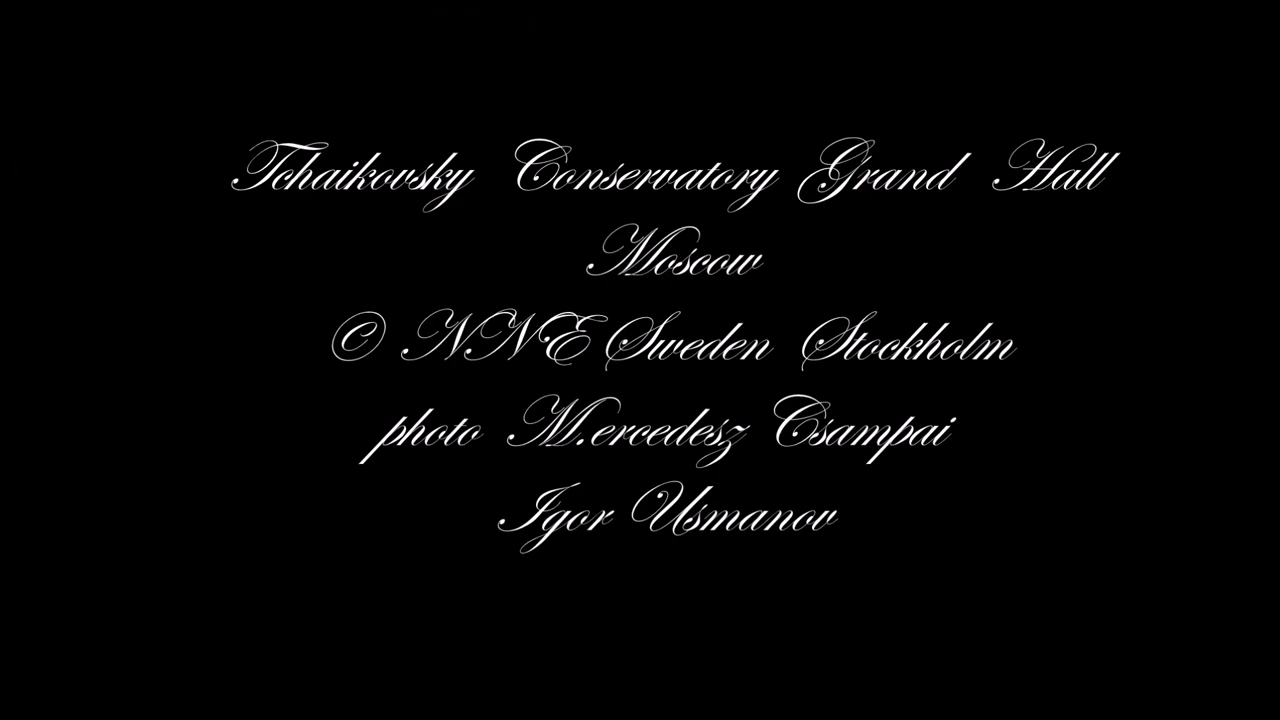 Tchaikovsky Conservatory Grand Hall
Moscow
© NNE Sweden Stockholm
photo M.ercedesz Csampai
Igor Usmanov